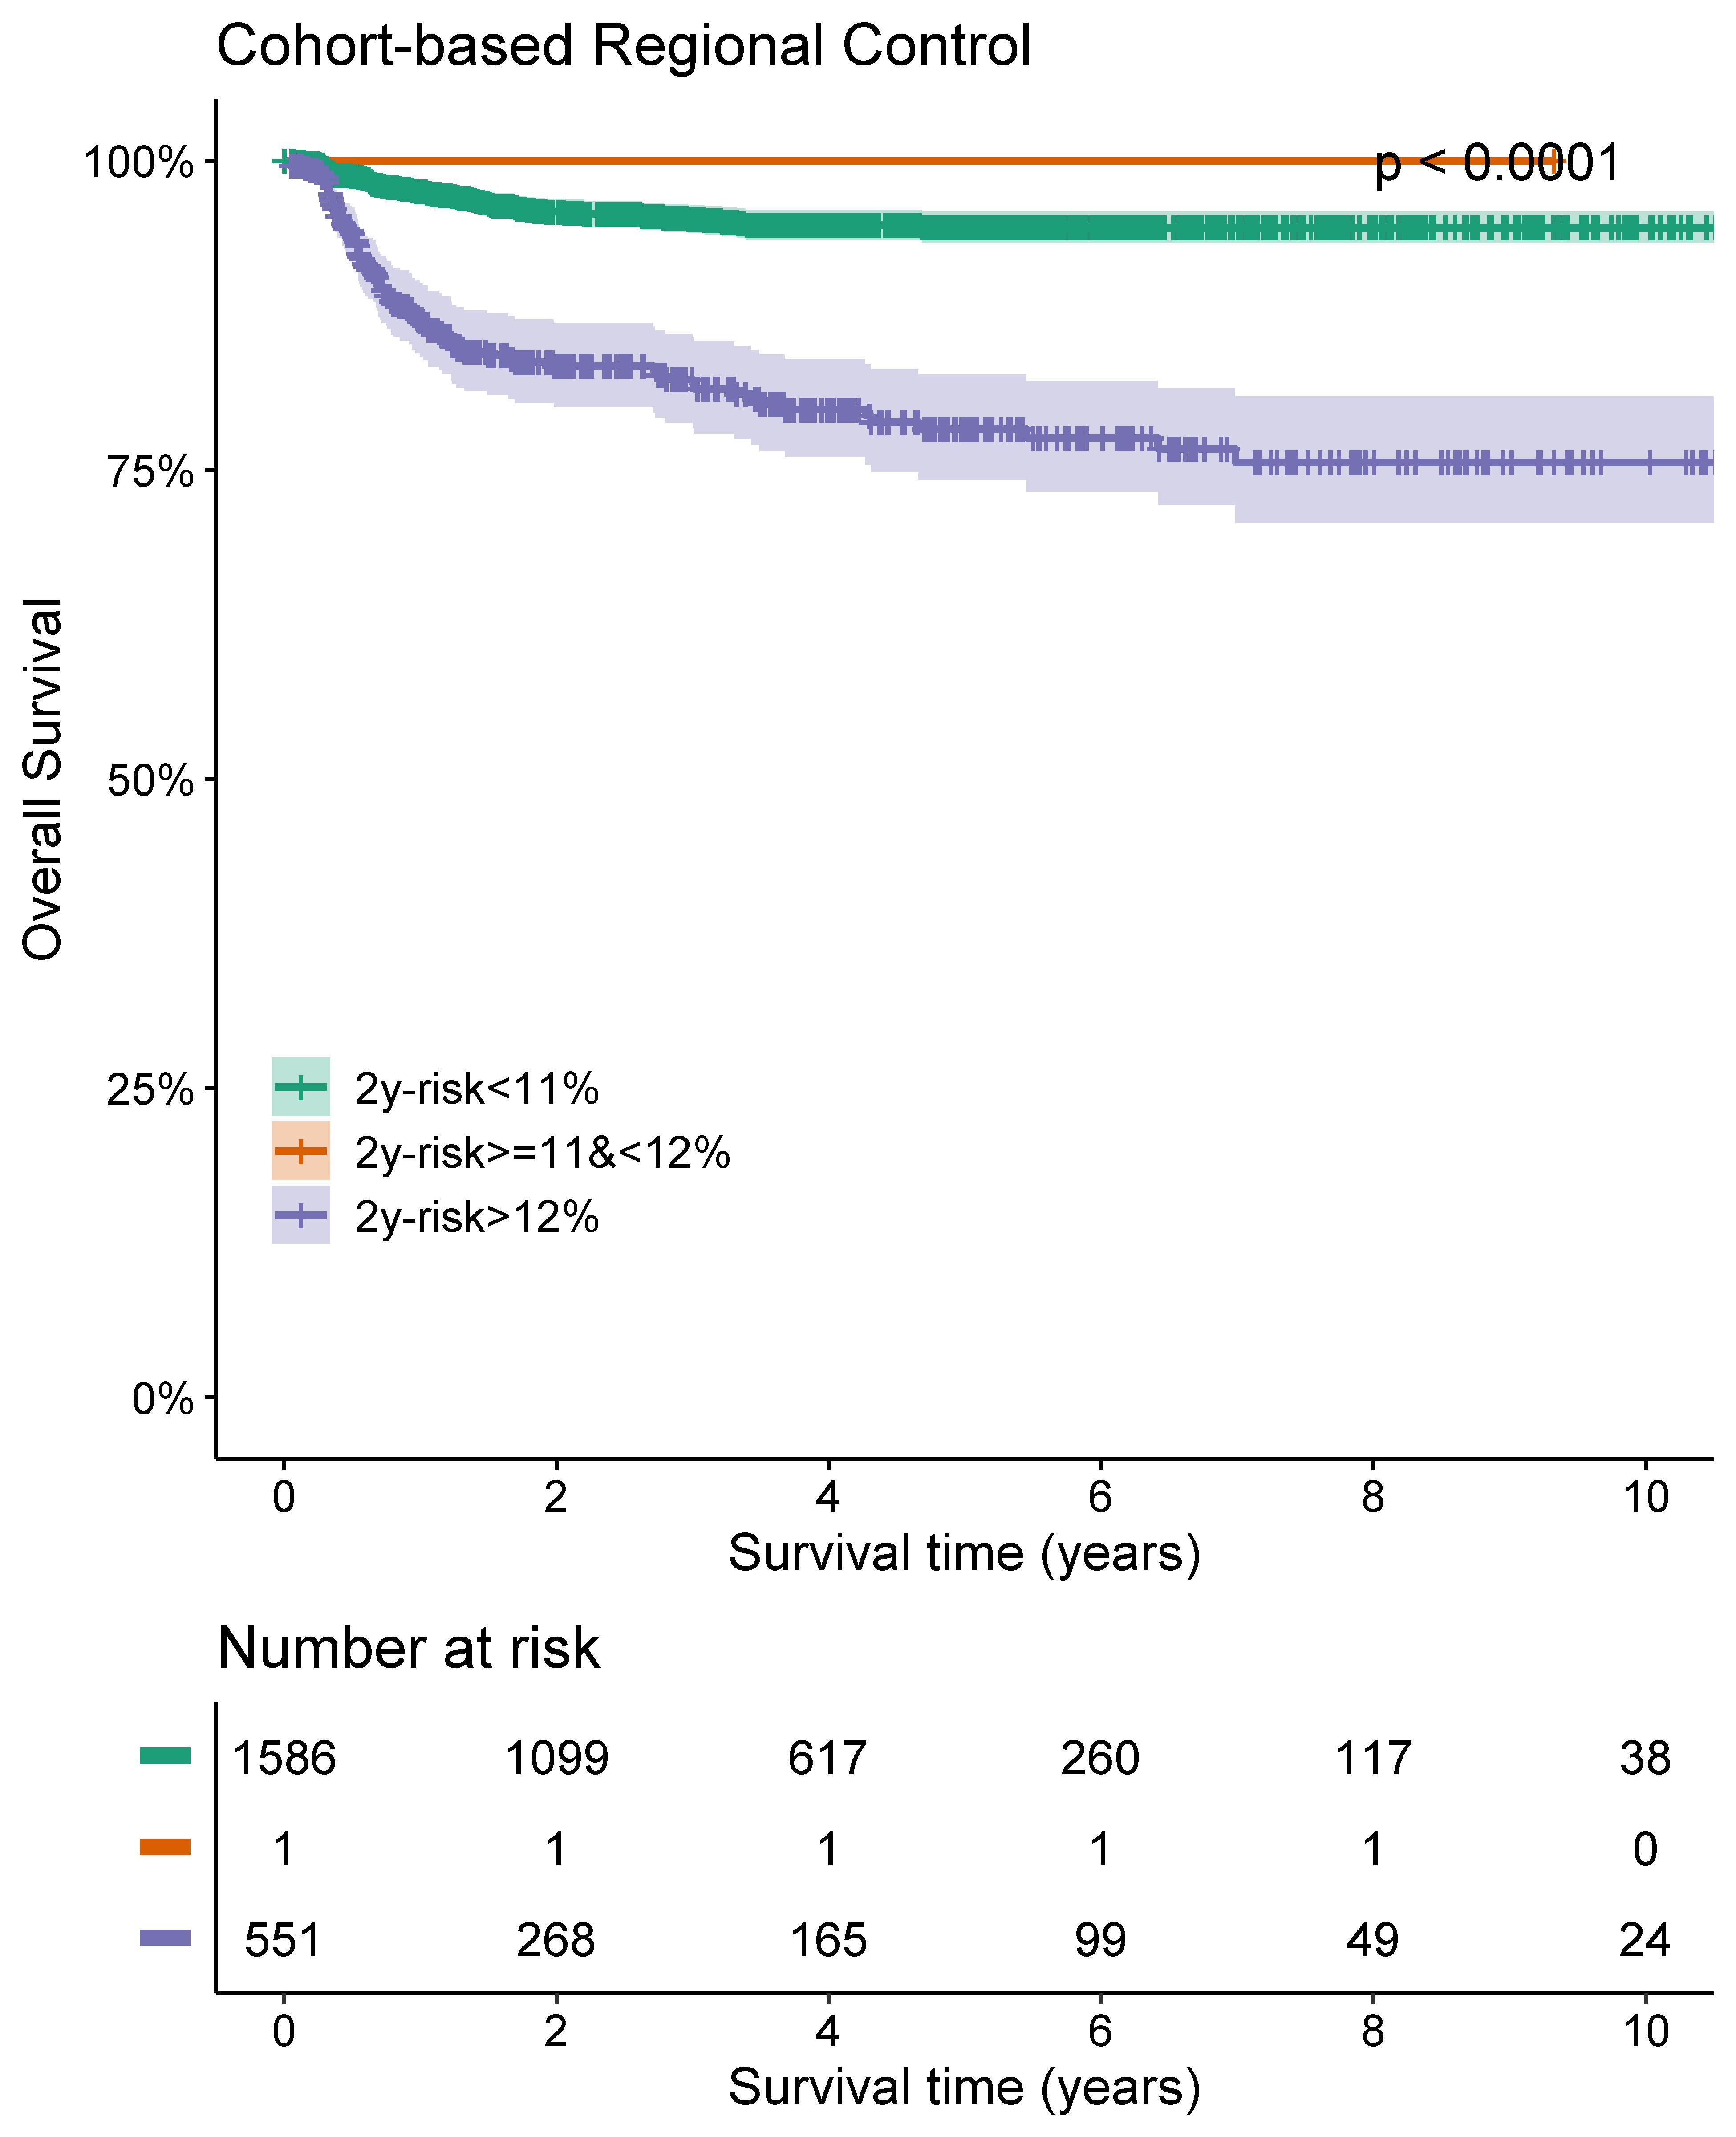 Cohort-based Regional Control
100%
p < 0.0001
75%
50%
25%
0%
Overall Survival
2y-risk<11%
2y-risk>=11&<12%
2y-risk>12%
0 2 4 6 8 10
Survival time (years)
Number at risk
1586 1099 617 260 117 38
1 1 1 1 1 0
551 268 165 99 49 24
0 2 4 6 8 10
Survival time (years)